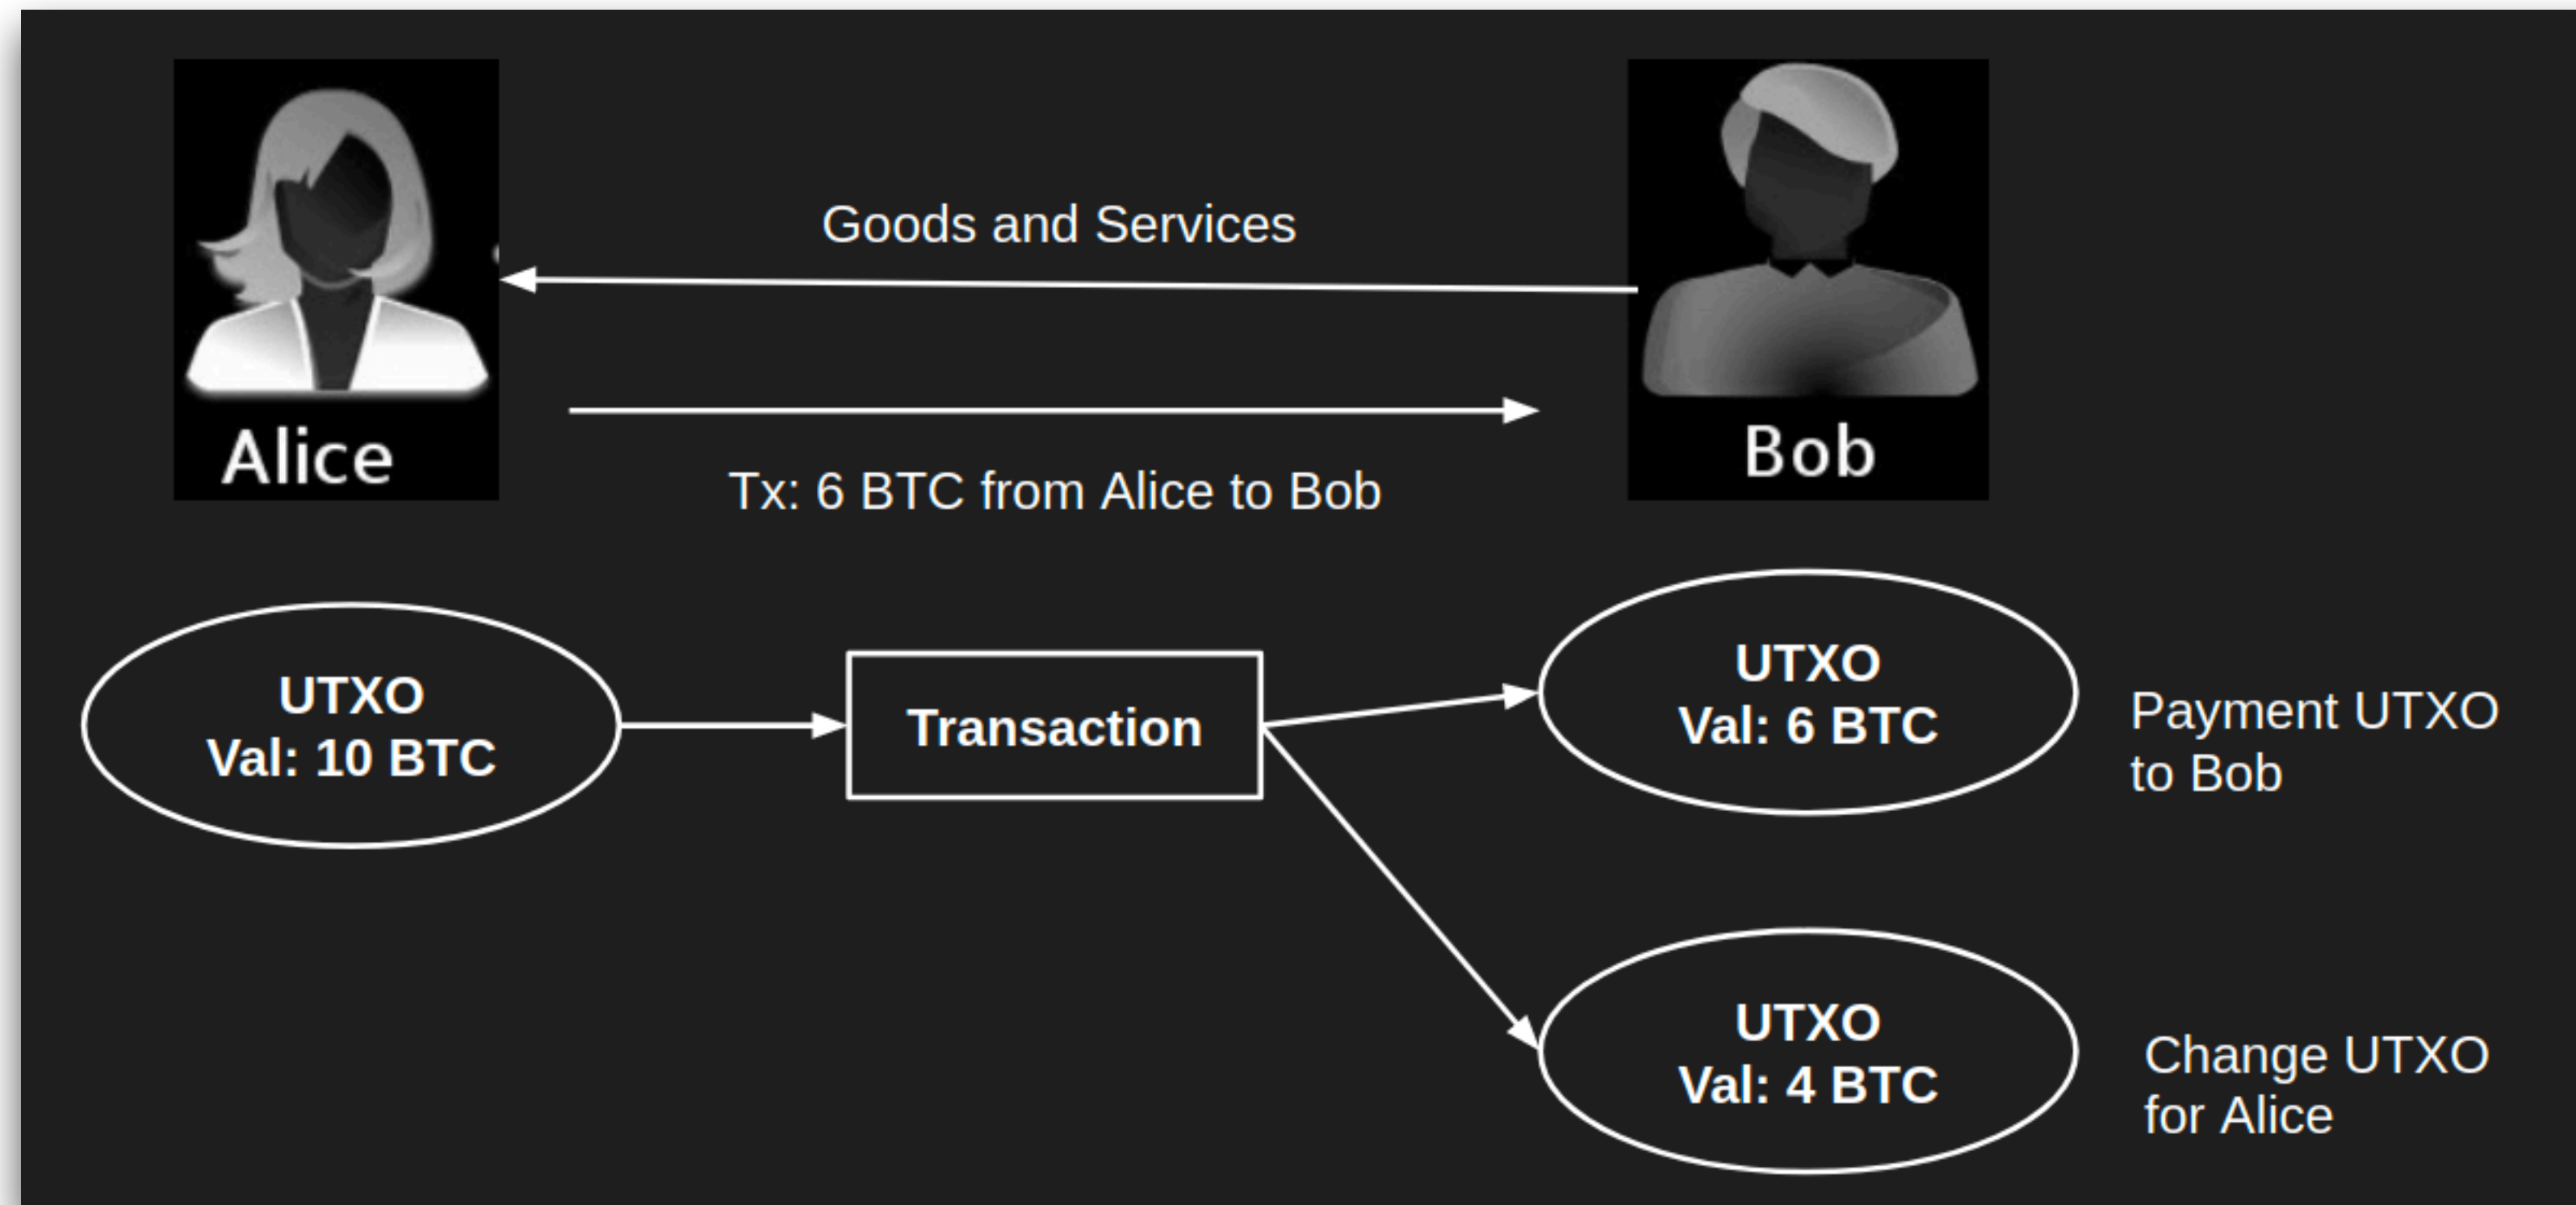 Goods and Services
Alice
Bob
Tx: 6 BTC from Alice to Bob
UTXO
Val: 10 BTC
Transaction
UTXO
Val: 6 BTC
Payment UTXO
to Bob
UTXO
Val: 4 BTC
Change UTXO
for Alice